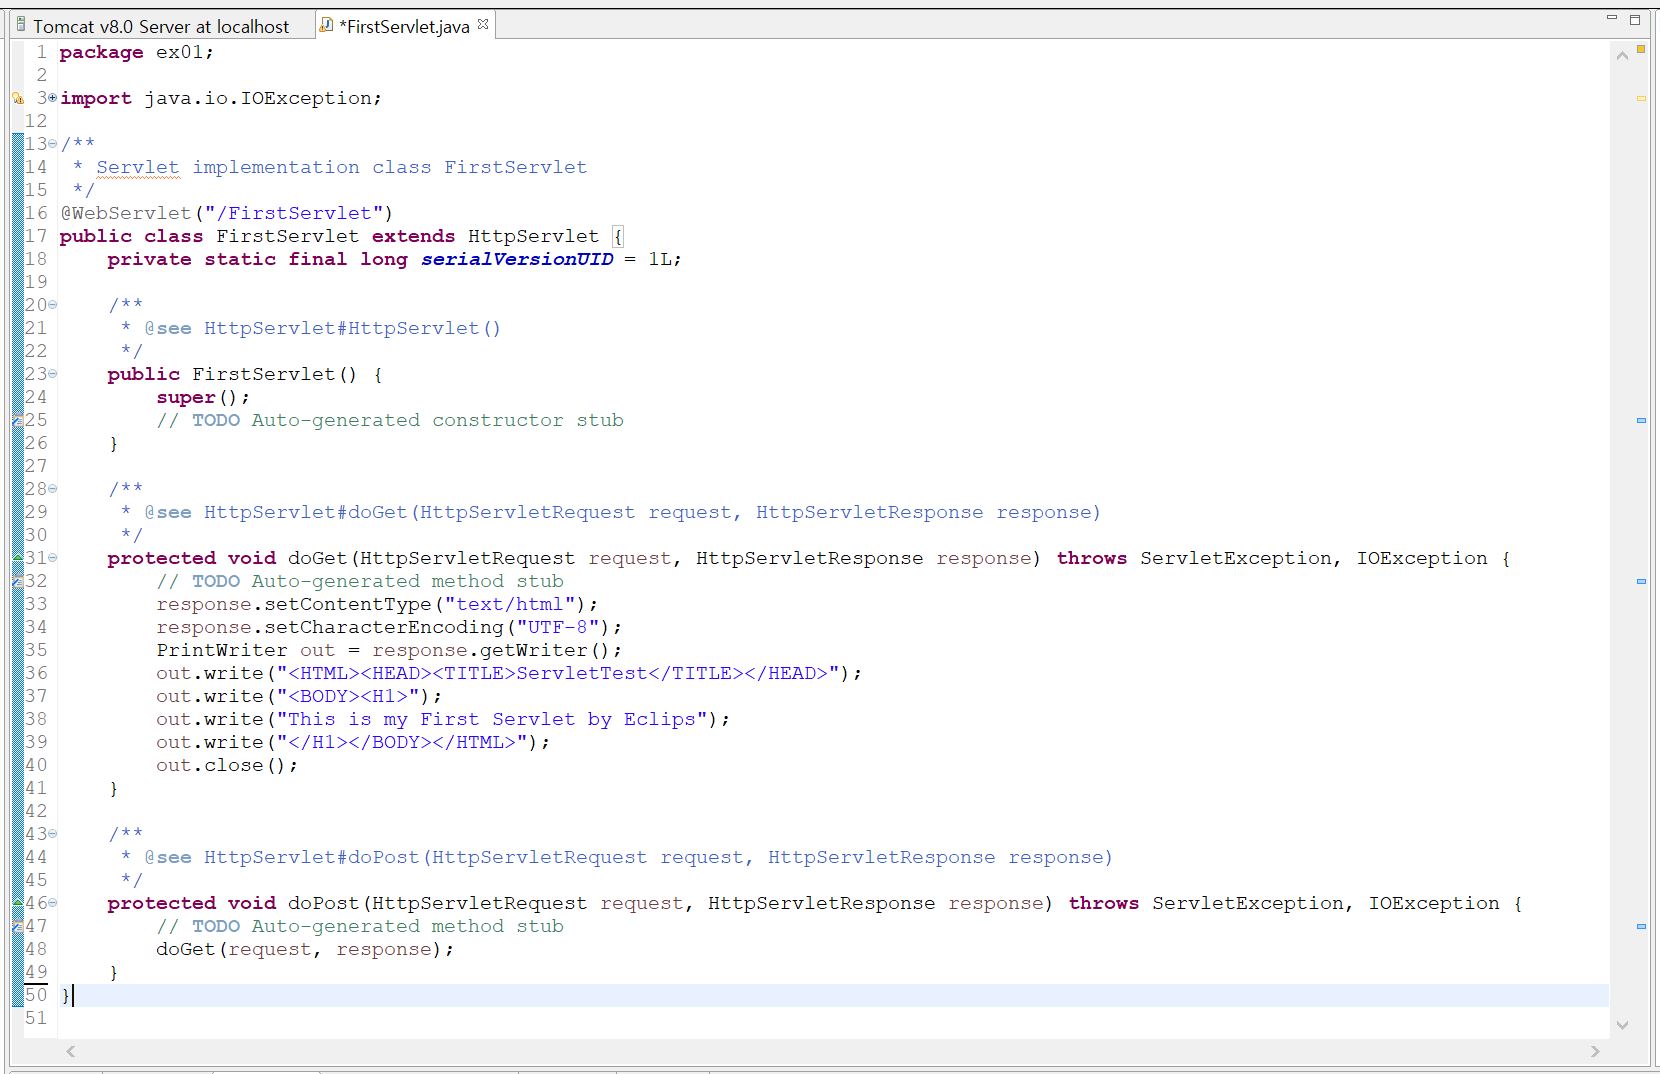 Tomcat v8.0 Server at localhost
*FirstServlet.java
1 package ex01;
2
3 import java.io.IOException;
12
13 /**
14  * Servlet implementation class FirstServlet
15  */
16 @WebServlet("/FirstServlet")
17 public class FirstServlet extends HttpServlet {
18     private static final long serialVersionUID = 1L;
19
20     /**
21      * @see HttpServlet#HttpServlet()
22      */
23     public FirstServlet() {
24         super();
25         // TODO Auto-generated constructor stub
26     }
27
28     /**
29      * @see HttpServlet#doGet(HttpServletRequest request, HttpServletResponse response)
30      */
31     protected void doGet(HttpServletRequest request, HttpServletResponse response) throws ServletException, IOException {
32         // TODO Auto-generated method stub
33         response.setContentType("text/html");
34         response.setCharacterEncoding("UTF-8");
35         PrintWriter out = response.getWriter();
36         out.write("<HTML><HEAD><TITLE>ServletTest</TITLE></HEAD>");
37         out.write("<BODY><H1>");
38         out.write("This is my First Servlet by Eclips");
39         out.write("</H1></BODY></HTML>");
40         out.close();
41     }
42
43     /**
44      * @see HttpServlet#doPost(HttpServletRequest request, HttpServletResponse response)
45      */
46     protected void doPost(HttpServletRequest request, HttpServletResponse response) throws ServletException, IOException {
47         // TODO Auto-generated method stub
48         doGet(request, response);
49     }
50 }
51